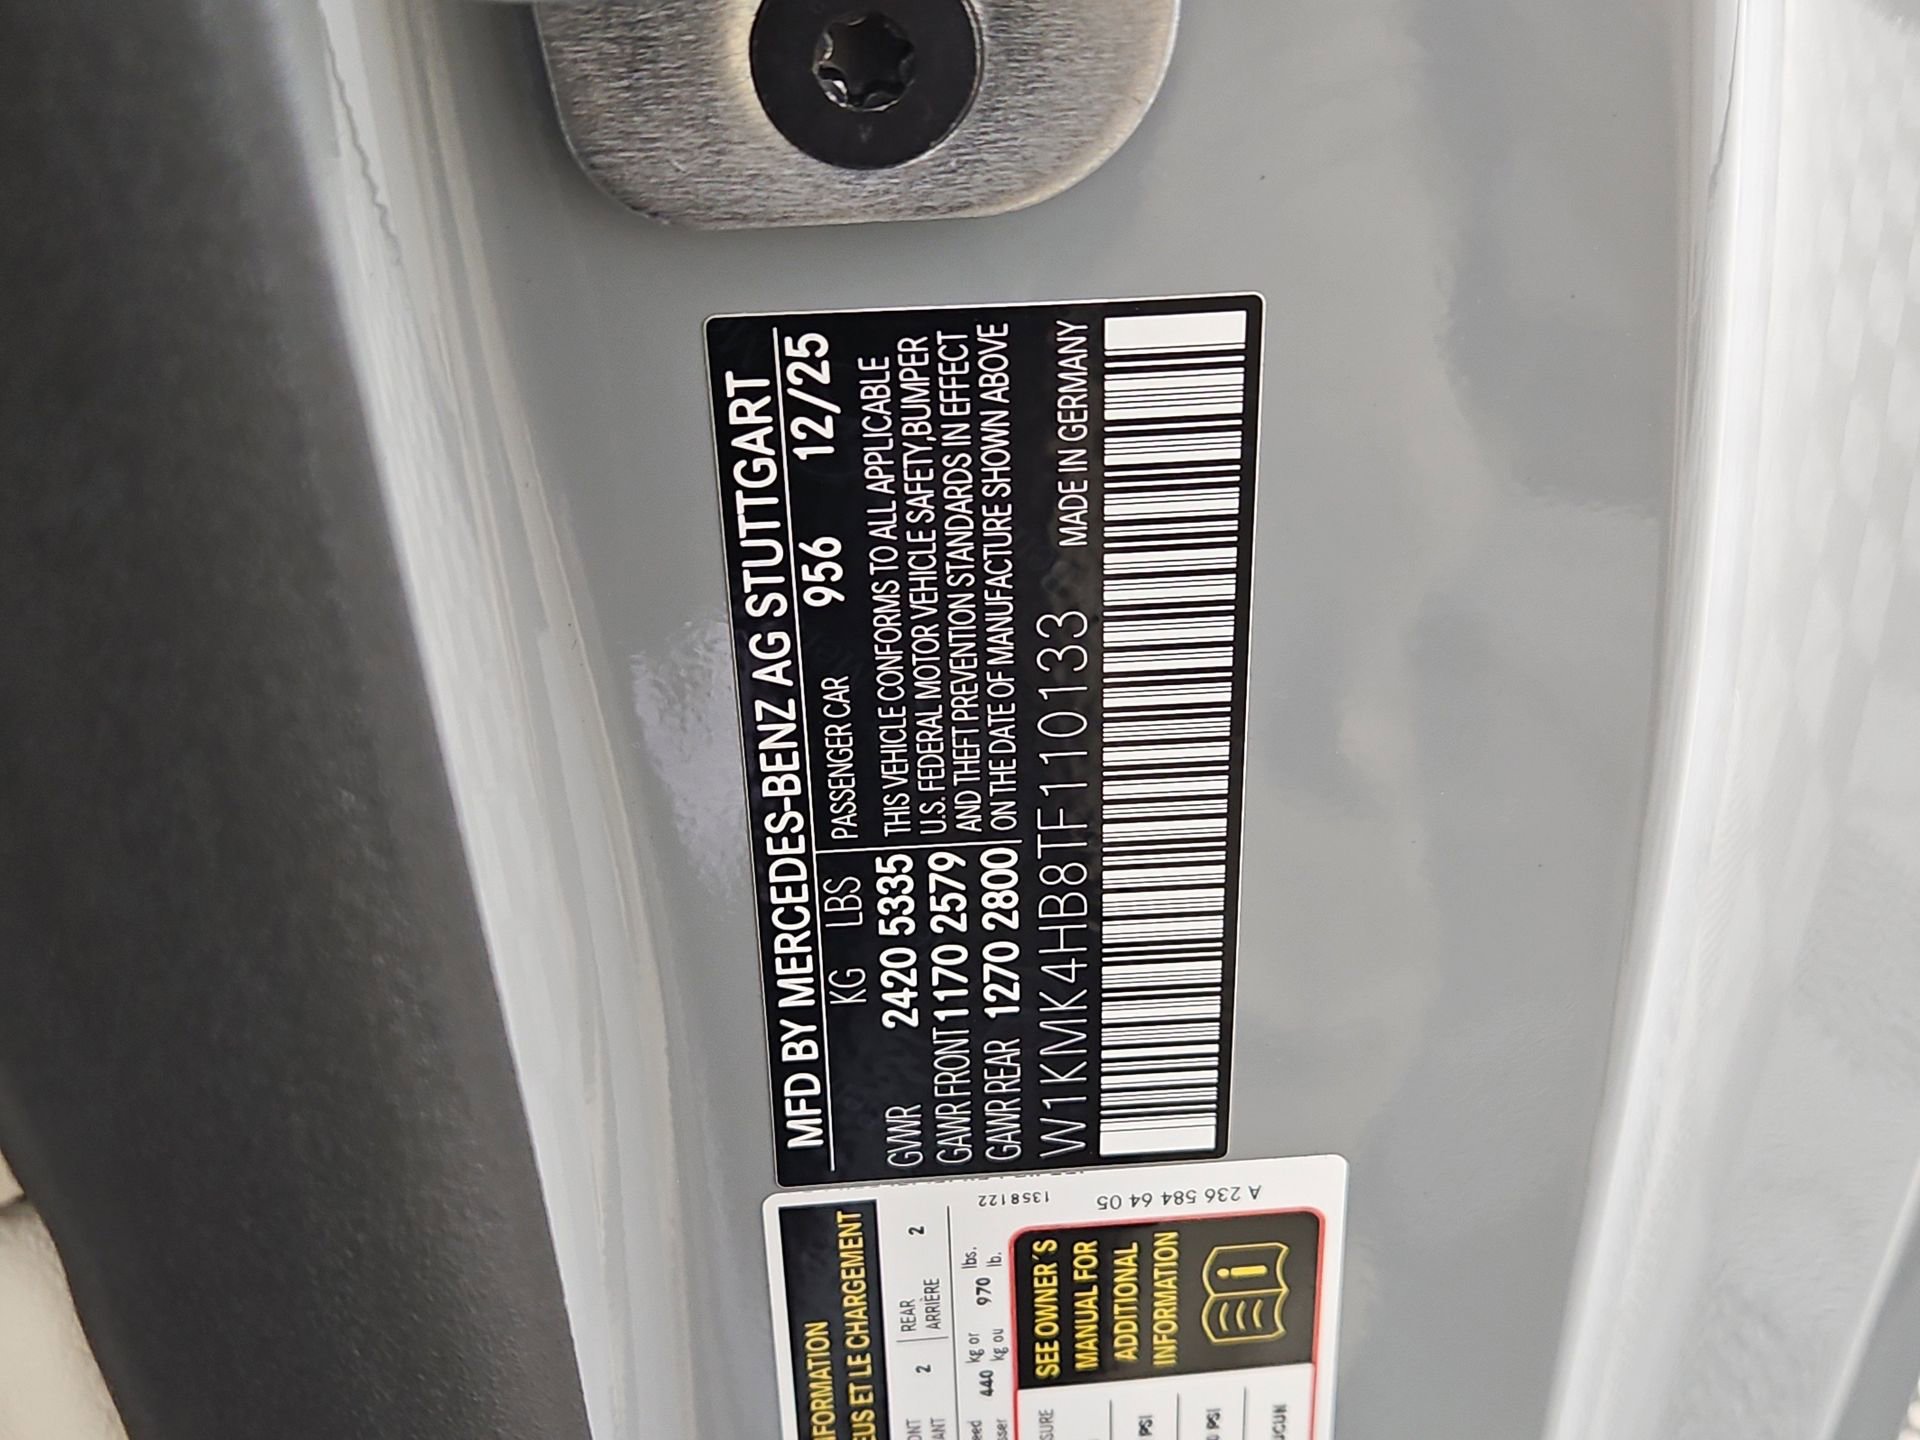 MFD BY MERCEDES-BENZ AG STUTTGART
KG LBS PASSENGER CAR 956 12/25
GVWR 2420 5335 THIS VEHICLE CONFORMS TO ALL APPLICABLE
GAWR FRONT 1170 2579 U.S. FEDERAL MOTOR VEHICLE SAFETY,BUMPER
GAWR REAR 1270 2800 AND THEFT PREVENTION STANDARDS IN EFFECT
ON THE DATE OF MANUFACTURE SHOWN ABOVE
W1KMK4HB8TF110133 MADE IN GERMANY
ET LE CHARGEMENT
2 REAR 2
ARRIÈRE
440 kg or 970 lbs.
kg ou lb.
1358122
A 236 584 64 05
SEE OWNER'S
MANUAL FOR
ADDITIONAL
INFORMATION
PSI
PSI